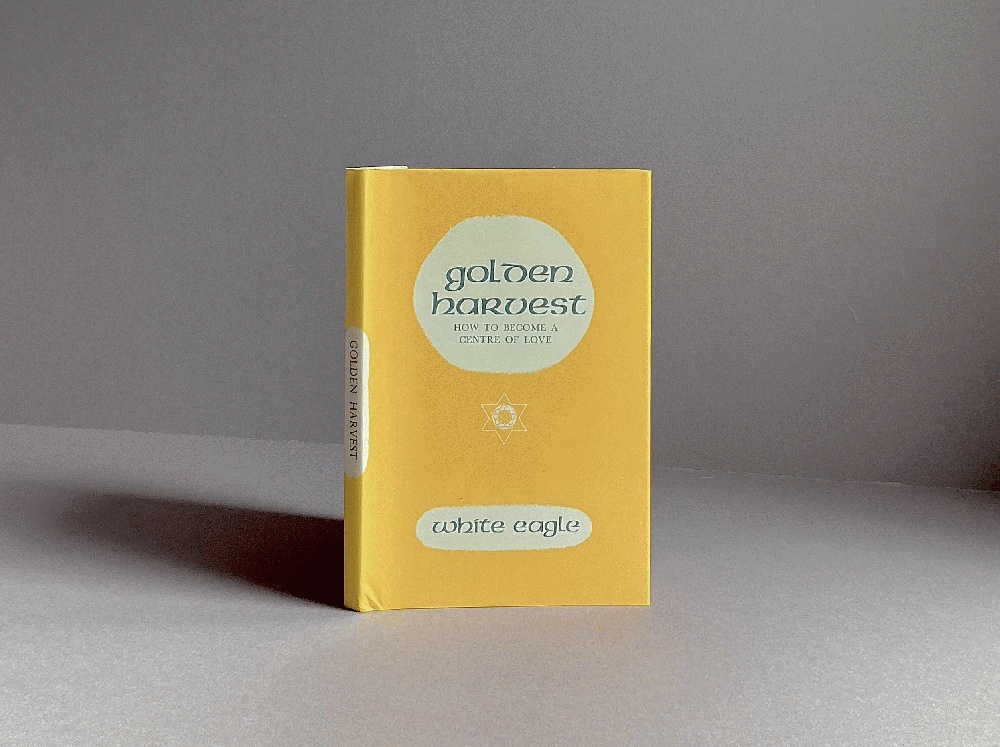 golden
harvest
HOW TO BECOME A
CENTRE OF LOVE
white eagle
GOLDEN HARVEST